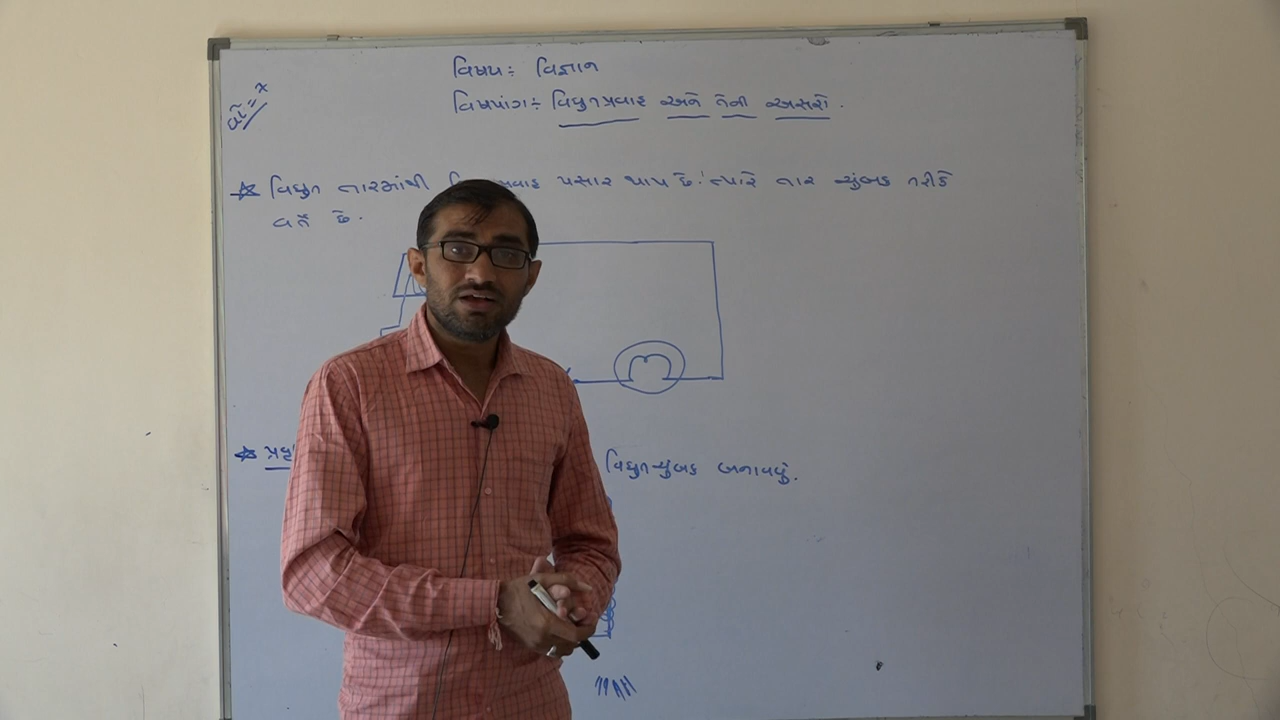 વિષય:- વિજ્ઞાન
વિષયાંગ:- વિદ્યુતપ્રવાહ અને તેની અસરો.
વિદ્યુત તારમાંથી પસાર થાય છે. ત્યારે તાર ચુંબક તરીકે
વર્તે છે.
વિદ્યુતચુંબક બનાવવું.